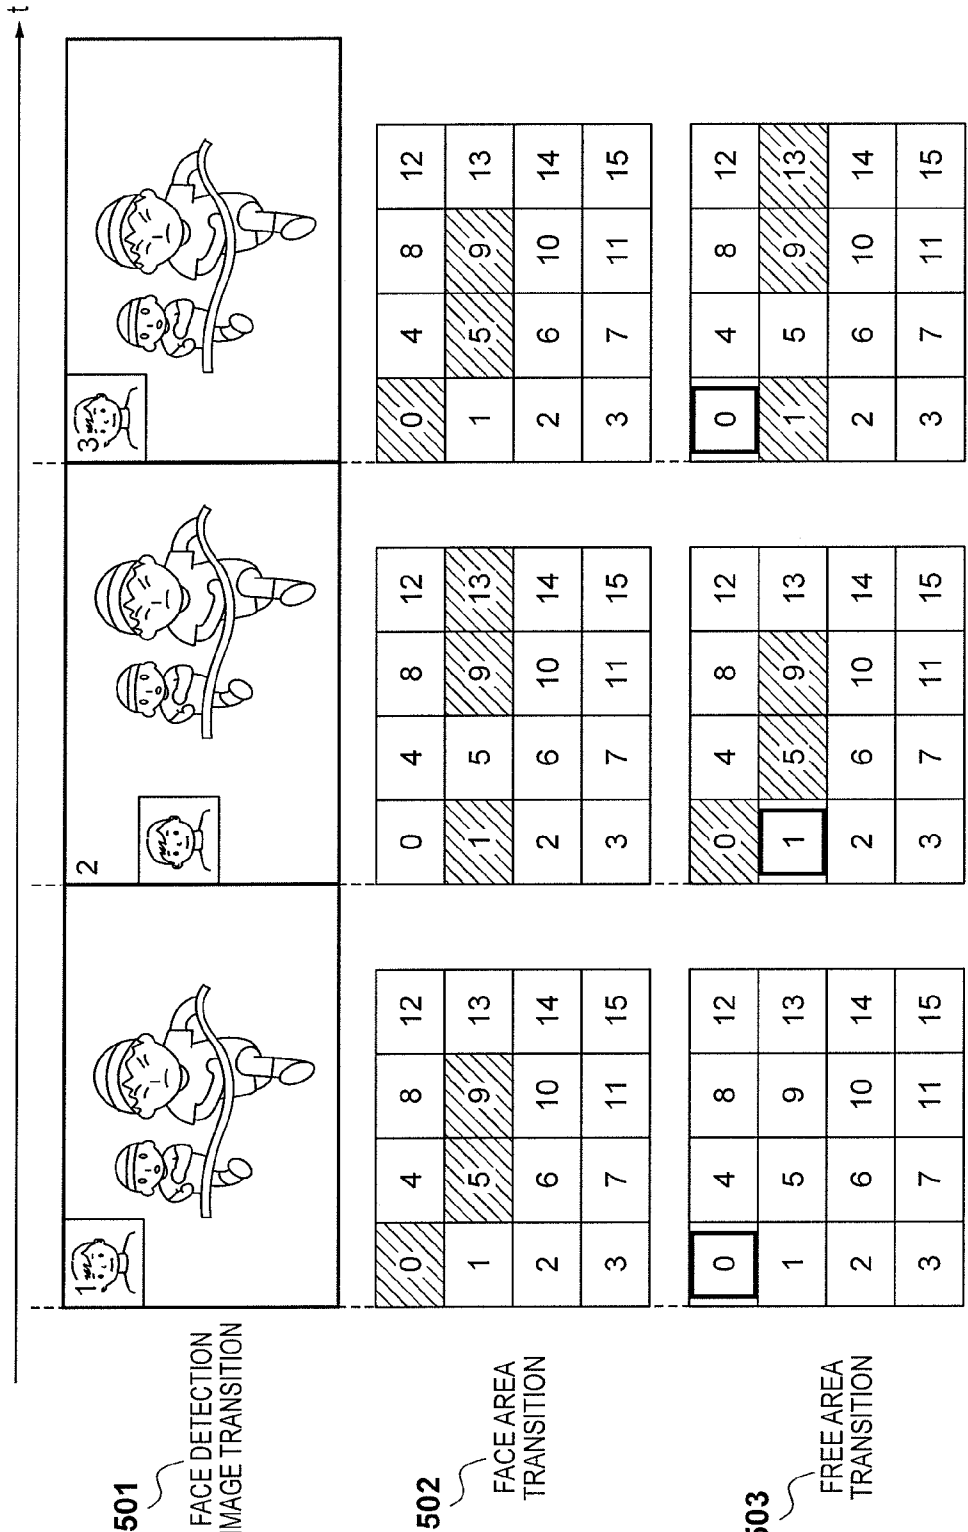 t
501
FACE DETECTION
IMAGE TRANSITION
1 2 3
502
FACE AREA
TRANSITION
0 4 8 12 0 4 8 12 0 4 8 12
1 5 9 13 1 5 9 13 1 5 9 13
2 6 10 14 2 6 10 14 2 6 10 14
3 7 11 15 3 7 11 15 3 7 11 15
503
FREE AREA
TRANSITION
0 4 8 12 0 4 8 12 0 4 8 12
1 5 9 13 1 5 9 13 1 5 9 13
2 6 10 14 2 6 10 14 2 6 10 14
3 7 11 15 3 7 11 15 3 7 11 15